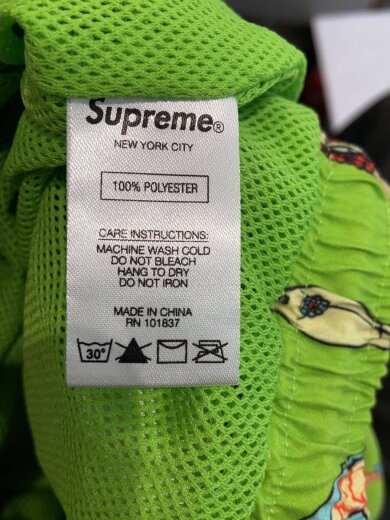 Supreme®
NEW YORK CITY
100% POLYESTER
CARE INSTRUCTIONS:
MACHINE WASH COLD
DO NOT BLEACH
HANG TO DRY
DO NOT IRON
MADE IN CHINA
RN 101837
30°